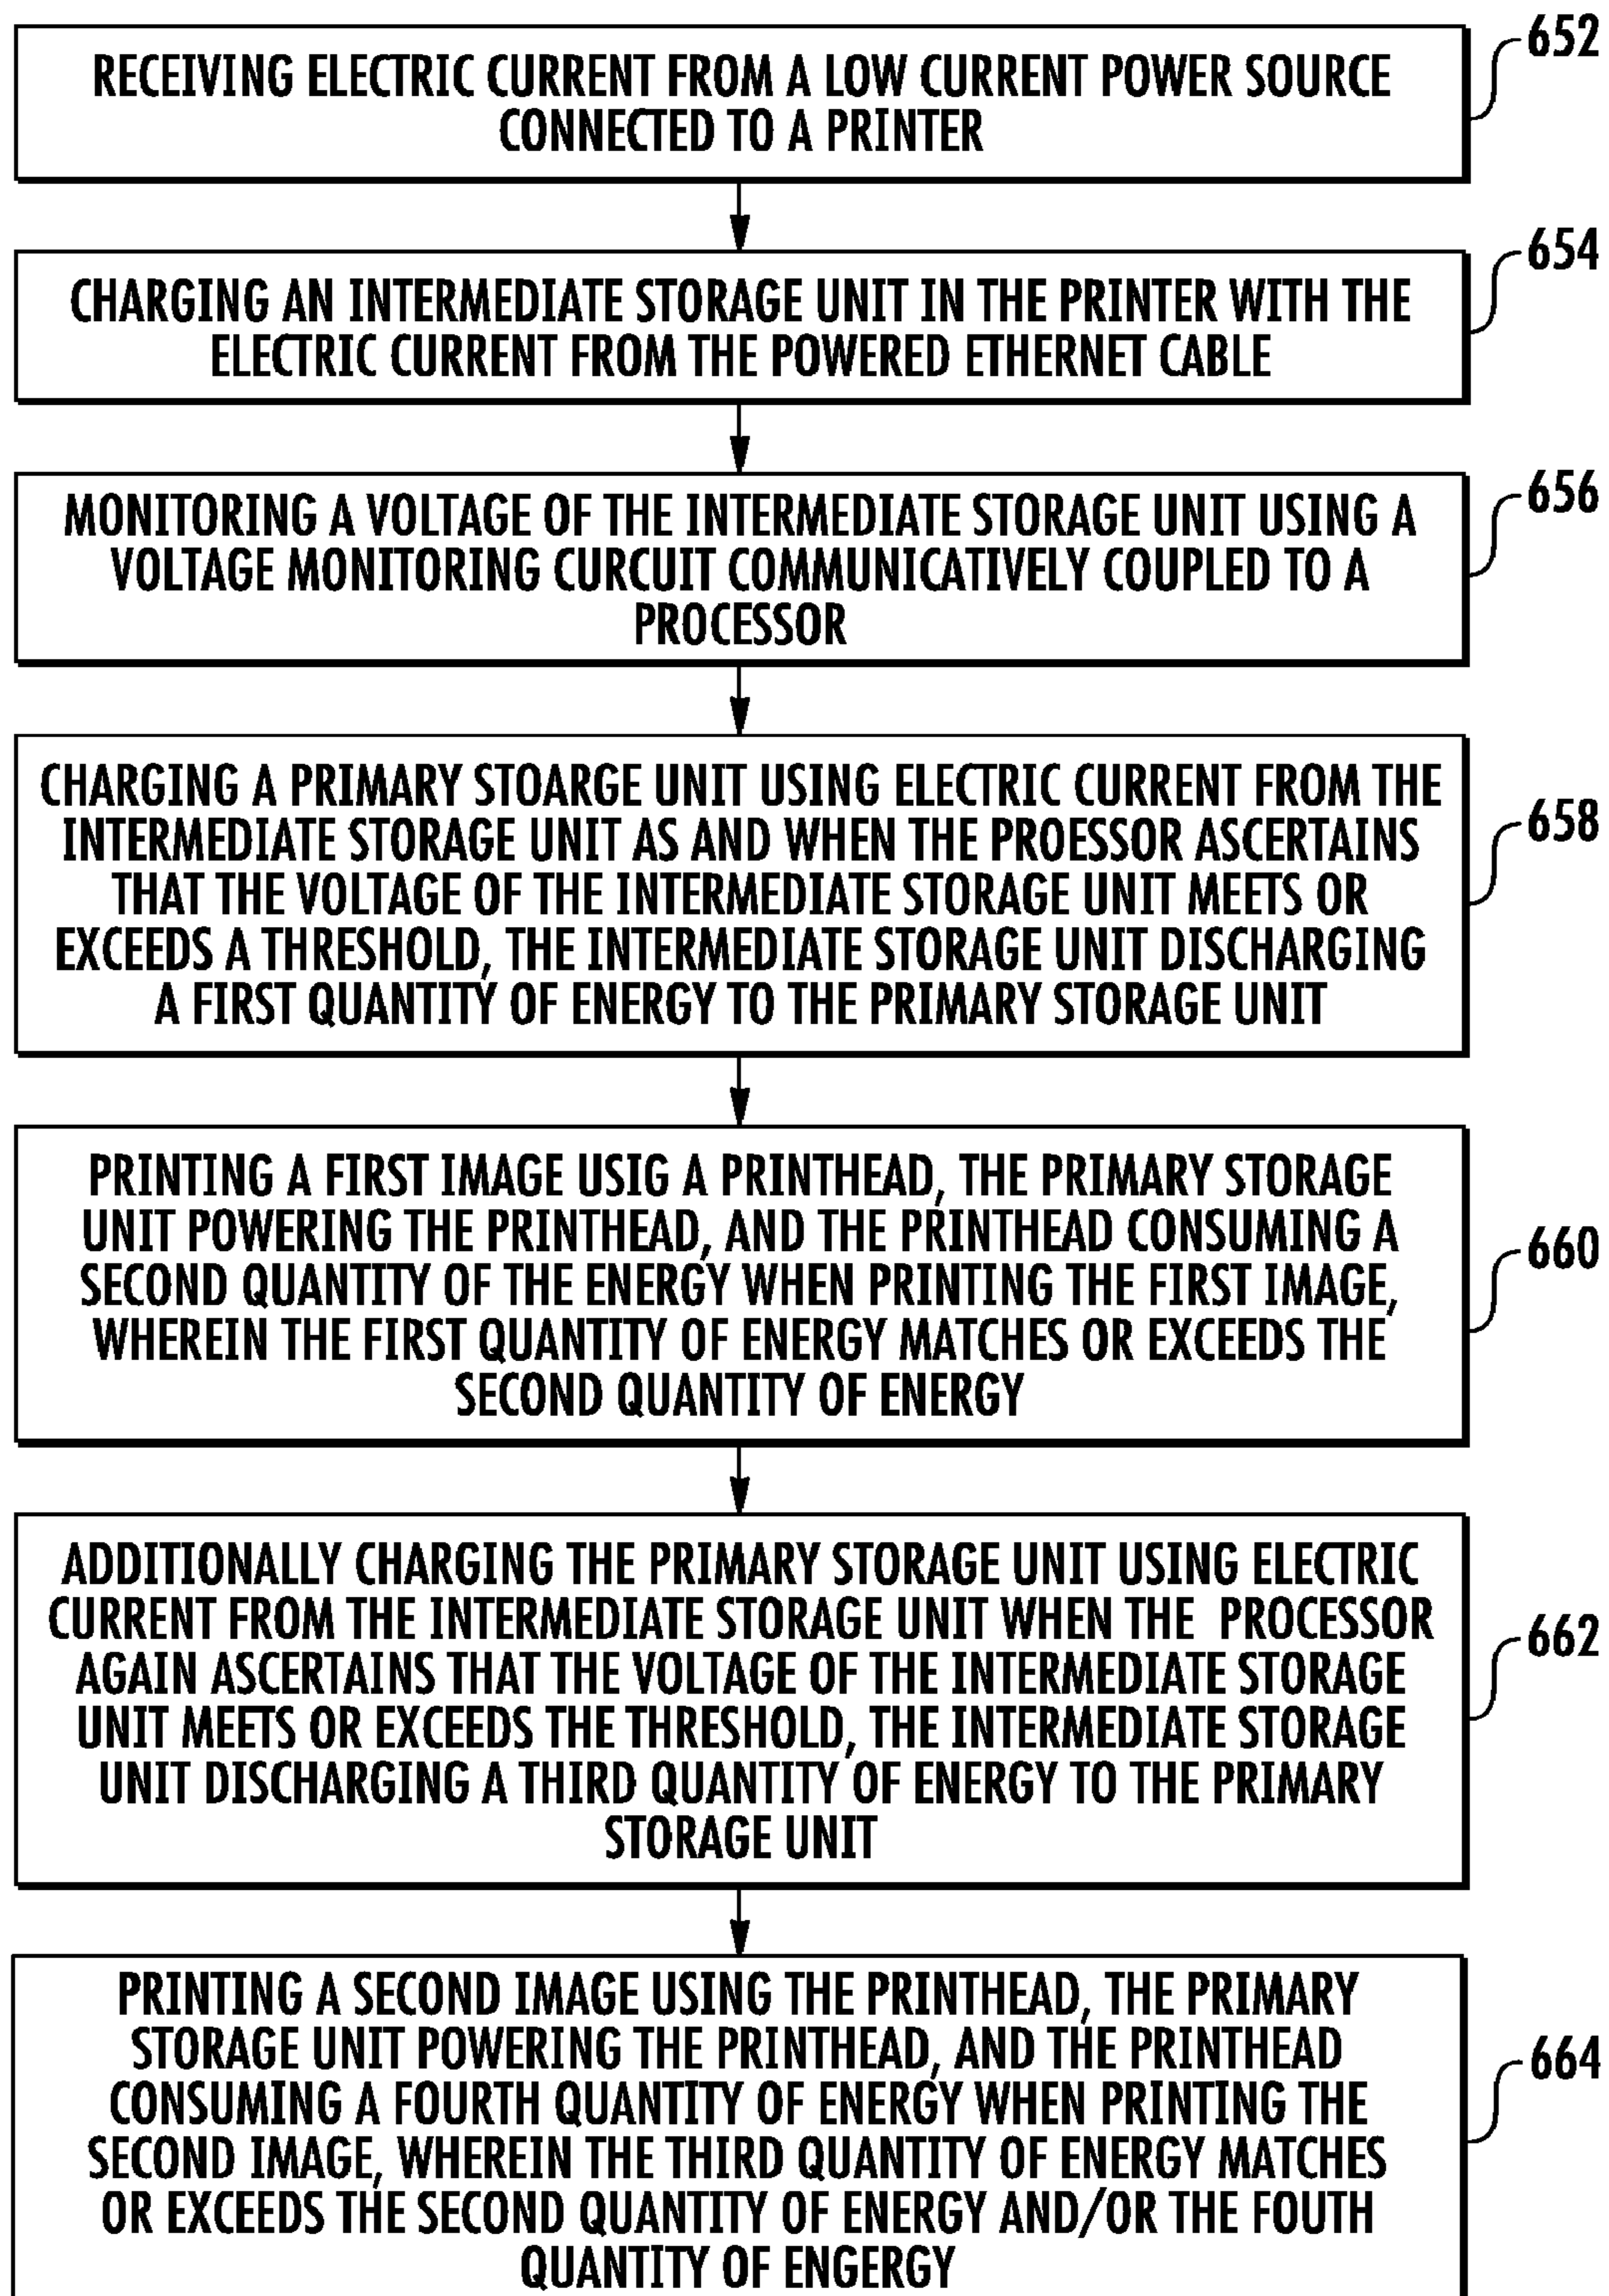 RECEIVING ELECTRIC CURRENT FROM A LOW CURRENT POWER SOURCE
CONNECTED TO A PRINTER
652
CHARGING AN INTERMEDIATE STORAGE UNIT IN THE PRINTER WITH THE
ELECTRIC CURRENT FROM THE POWERED ETHERNET CABLE
654
MONITORING A VOLTAGE OF THE INTERMEDIATE STORAGE UNIT USING A
VOLTAGE MONITORING CURCUIT COMMUNICATIVELY COUPLED TO A
PROCESSOR
656
CHARGING A PRIMARY STOARGE UNIT USING ELECTRIC CURRENT FROM THE
INTERMEDIATE STORAGE UNIT AS AND WHEN THE PROESSOR ASCERTAINS
THAT THE VOLTAGE OF THE INTERMEDIATE STORAGE UNIT MEETS OR
EXCEEDS A THRESHOLD, THE INTERMEDIATE STORAGE UNIT DISCHARGING
A FIRST QUANTITY OF ENERGY TO THE PRIMARY STORAGE UNIT
658
PRINTING A FIRST IMAGE USIG A PRINTHEAD, THE PRIMARY STORAGE
UNIT POWERING THE PRINTHEAD, AND THE PRINTHEAD CONSUMING A
SECOND QUANTITY OF THE ENERGY WHEN PRINTING THE FIRST IMAGE,
WHEREIN THE FIRST QUANTITY OF ENERGY MATCHES OR EXCEEDS THE
SECOND QUANTITY OF ENERGY
660
ADDITIONALLY CHARGING THE PRIMARY STORAGE UNIT USING ELECTRIC
CURRENT FROM THE INTERMEDIATE STORAGE UNIT WHEN THE PROCESSOR
AGAIN ASCERTAINS THAT THE VOLTAGE OF THE INTERMEDIATE STORAGE
UNIT MEETS OR EXCEEDS THE THRESHOLD, THE INTERMEDIATE STORAGE
UNIT DISCHARGING A THIRD QUANTITY OF ENERGY TO THE PRIMARY
STORAGE UNIT
662
PRINTING A SECOND IMAGE USING THE PRINTHEAD, THE PRIMARY
STORAGE UNIT POWERING THE PRINTHEAD, AND THE PRINTHEAD
CONSUMING A FOURTH QUANTITY OF ENERGY WHEN PRINTING THE
SECOND IMAGE, WHEREIN THE THIRD QUANTITY OF ENERGY MATCHES
OR EXCEEDS THE SECOND QUANTITY OF ENERGY AND/OR THE FOUTH
QUANTITY OF ENGERGY
664